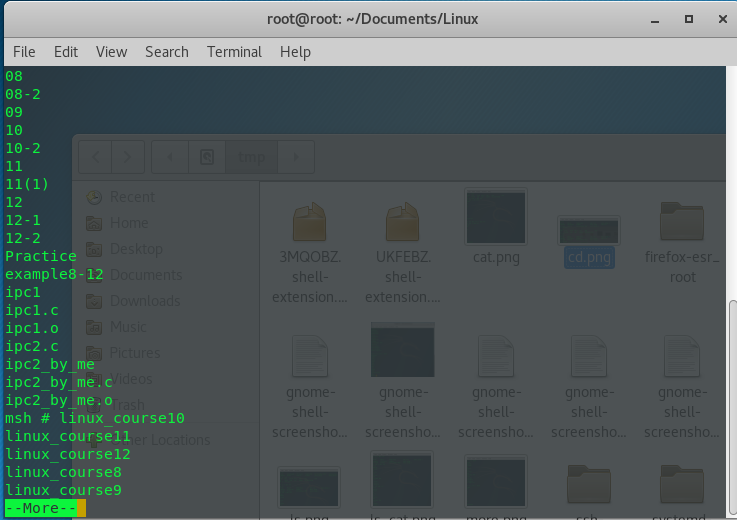 root@root: ~/Documents/Linux
File Edit View Search Terminal Help
08
08-2
09
10
10-2
11
11(1)
12
12-1
12-2
Practice
example8-12
ipc1
ipc1.c
ipc1.o
ipc2.c
ipc2_by_me
ipc2_by_me.c
ipc2_by_me.o
msh # linux_course10
linux_course11
linux_course12
linux_course8
linux_course9
--More--
tmp
Recent
Home
Desktop
Documents
Downloads
Music
Pictures
Videos
Trash
Other Locations
3MQOBZ.
shell-
extension....
UKFEBZ.
shell-
extension....
cat.png
cd.png
firefox-esr_
root
gnome-
shell-
screensho...
gnome-
shell-
screensho...
gnome-
shell-
screensho...
gnome-
shell-
screensho...
gnome-
shell-
screensho...
ls.png
ls_cat.png
more.png
ssh
systemd